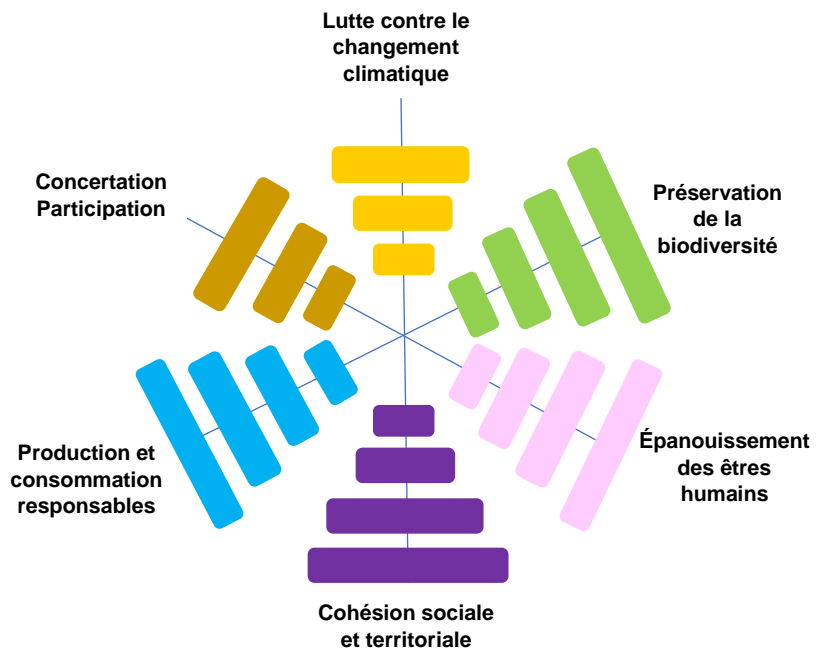 Lutte contre le
changement
climatique
Concertation
Participation
Préservation
de la
biodiversité
Production et
consommation
responsables
Épanouissement
des êtres
humains
Cohésion sociale
et territoriale